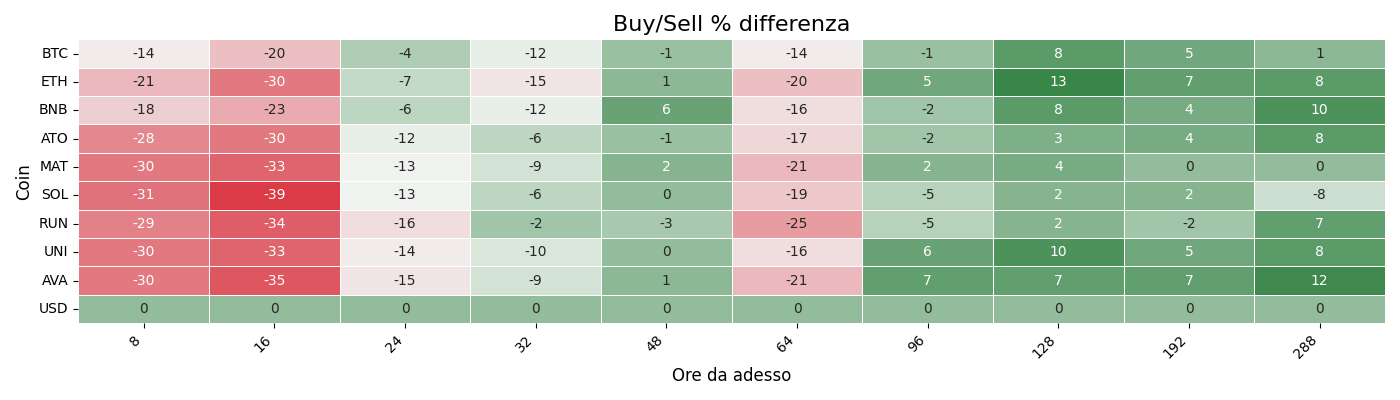 Buy/Sell % differenza
Coin
BTC -14 -20 -4 -12 -1 -14 -1 8 5 1
ETH -21 -30 -7 -15 1 -20 5 13 7 8
BNB -18 -23 -6 -12 6 -16 -2 8 4 10
ATO -28 -30 -12 -6 -1 -17 -2 3 4 8
MAT -30 -33 -13 -9 2 -21 2 4 0 0
SOL -31 -39 -13 -6 0 -19 -5 2 2 -8
RUN -29 -34 -16 -2 -3 -25 -5 2 -2 7
UNI -30 -33 -14 -10 0 -16 6 10 5 8
AVA -30 -35 -15 -9 1 -21 7 7 7 12
USD 0 0 0 0 0 0 0 0 0 0
8 16 24 32 48 64 96 128 192 288
Ore da adesso